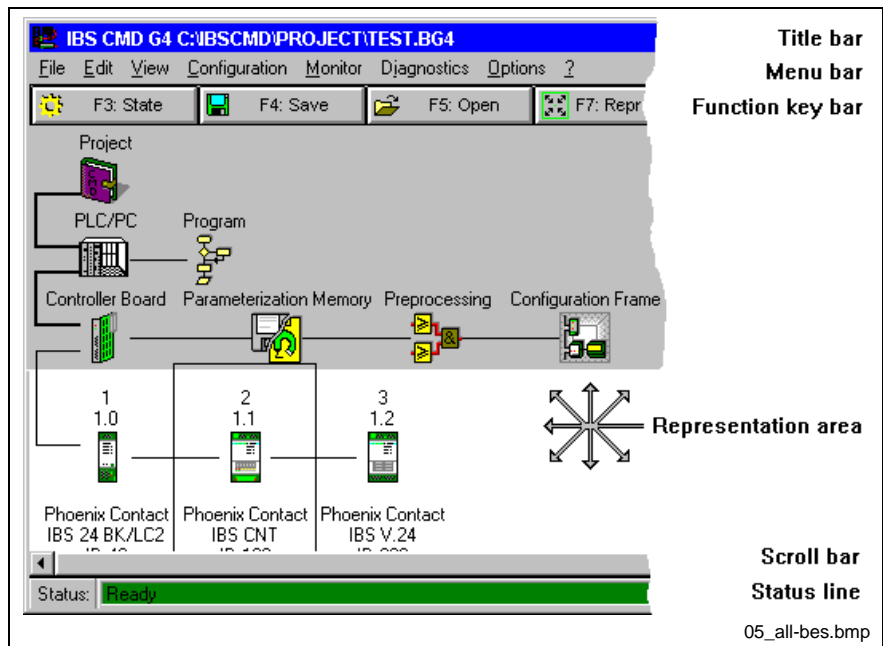 IBS CMD G4 C:\IBSCMD\PROJECT\TEST.BG4
Title bar
File Edit View Configuration Monitor Diagnostics Options ?
Menu bar
F3: State F4: Save F5: Open F7: Repr
Function key bar
Project
CMD
PLC/PC Program
Controller Board Parameterization Memory Preprocessing Configuration Frame
≥ & ≥
1 2 3
1.0 1.1 1.2
Representation area
Phoenix Contact Phoenix Contact Phoenix Contact
IBS 24 BK/LC2 IBS CNT IBS V.24
Scroll bar
Status: Ready
Status line
05_all-bes.bmp